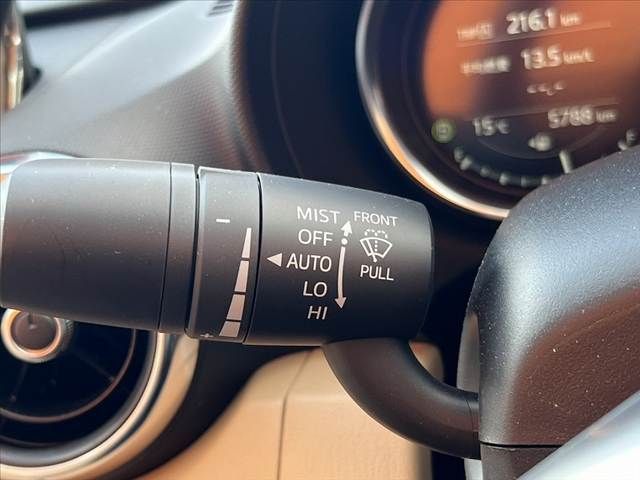 216.1 km
13.5 km/L
15℃
5788 km
MIST FRONT
OFF
AUTO
PULL
LO
HI
−
+